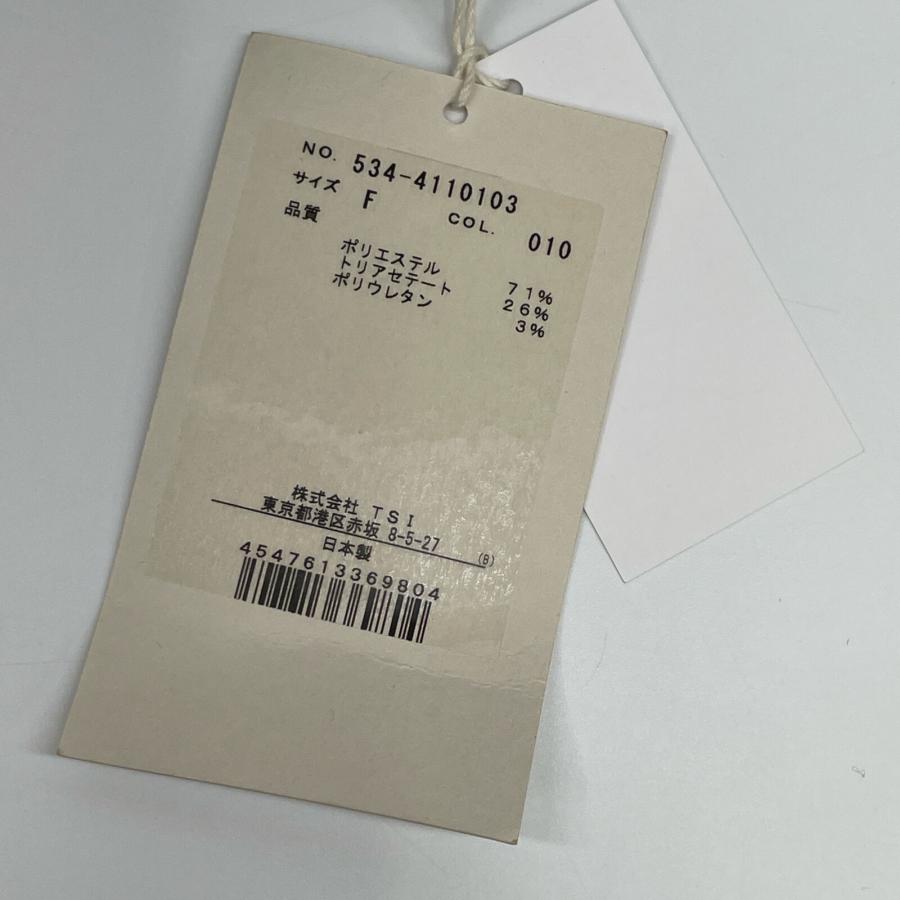 NO. 534-4110103
サイズ F COL. 010
品質
ポリエステル 71%
トリアセテート 26%
ポリウレタン 3%
株式会社 TSI
東京都港区赤坂 8-5-27
日本製 (B)
4547613369804